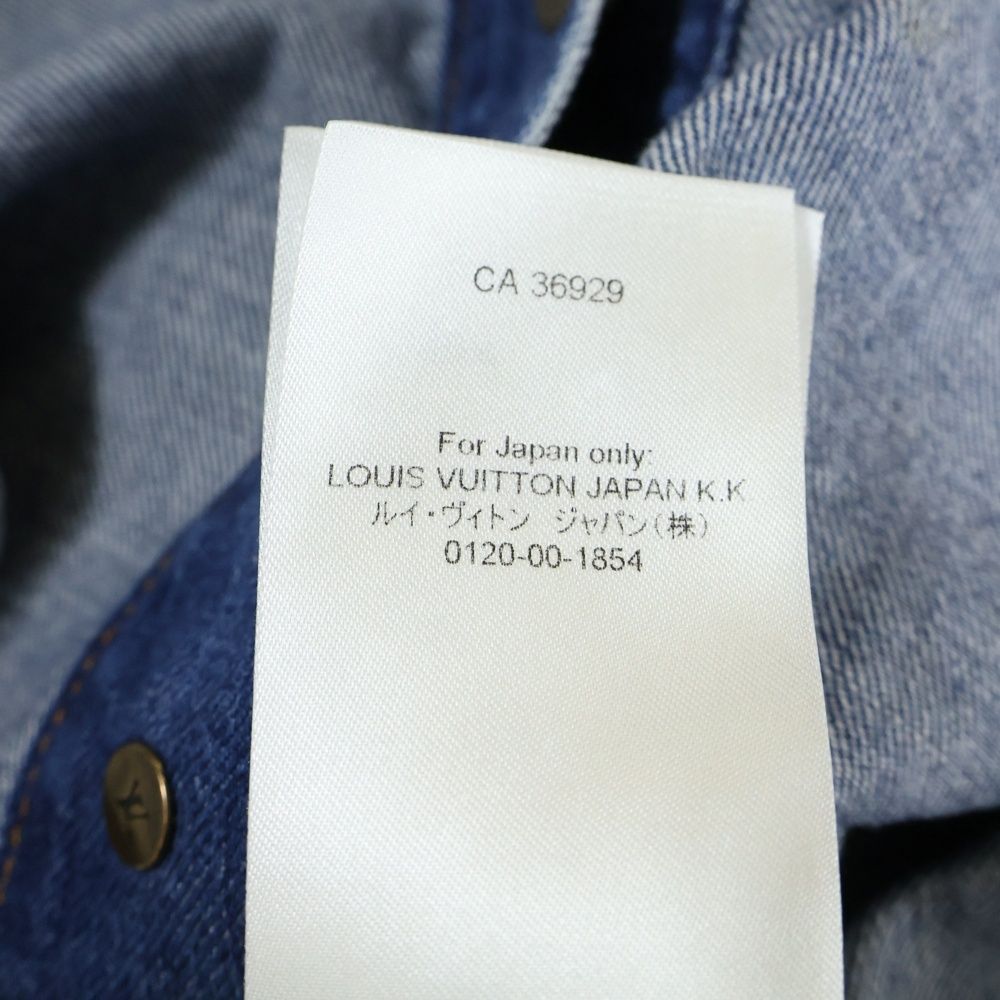 CA 36929
For Japan only:
LOUIS VUITTON JAPAN K.K
ルイ・ヴィトン ジャパン(株)
0120-00-1854